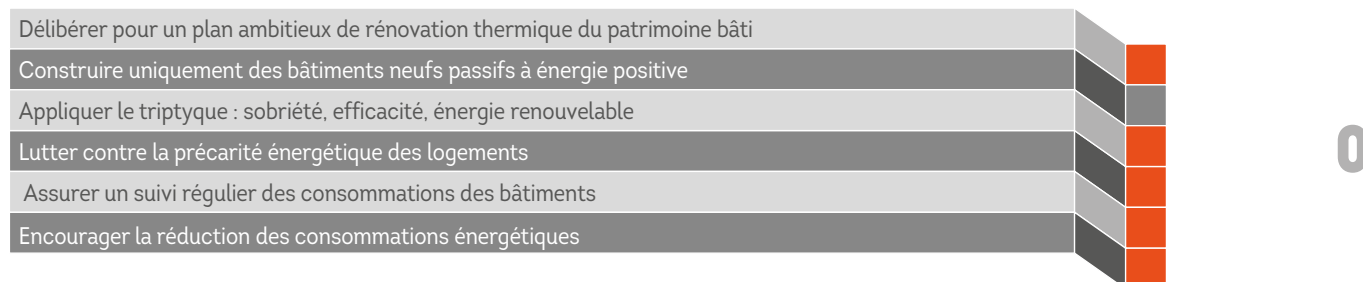 Délibérer pour un plan ambitieux de rénovation thermique du patrimoine bâti
Construire uniquement des bâtiments neufs passifs à énergie positive
Appliquer le triptyque : sobriété, efficacité, énergie renouvelable
Lutter contre la précarité énergétique des logements
Assurer un suivi régulier des consommations des bâtiments
Encourager la réduction des consommations énergétiques